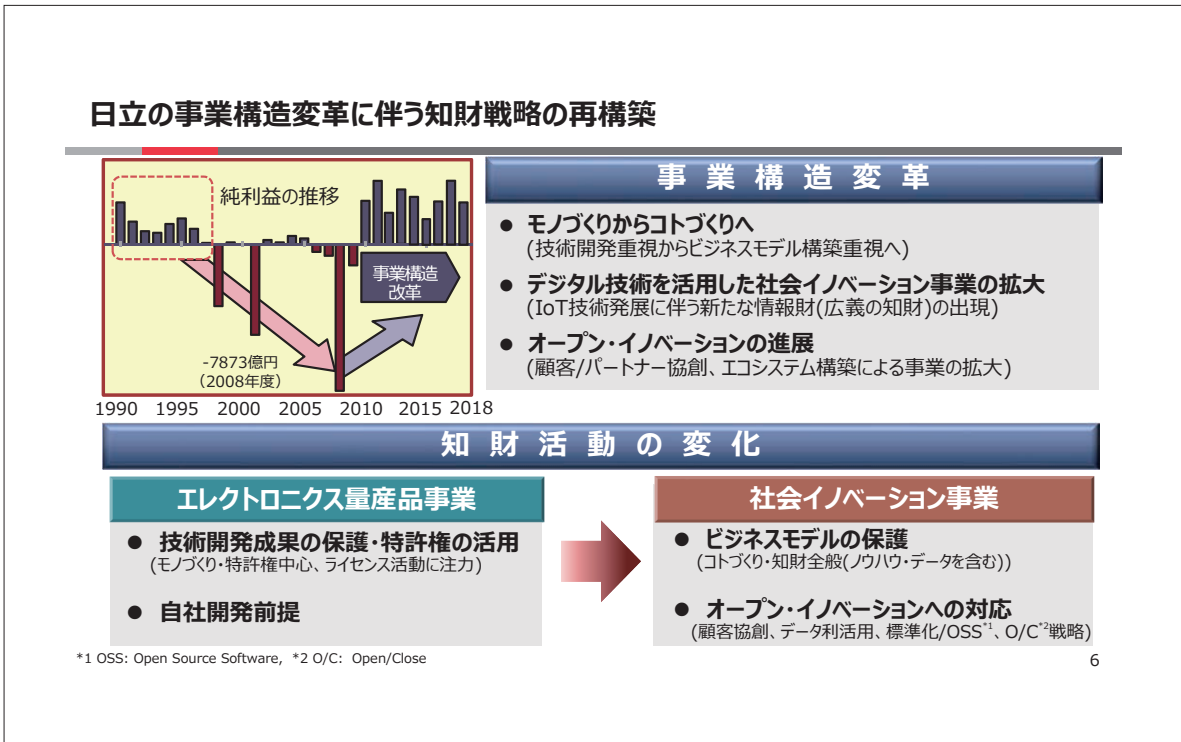 日立の事業構造変革に伴う知財戦略の再構築
純利益の推移
事業構造
改革
-7873億円
(2008年度)
1990 1995 2000 2005 2010 2015 2018
事業構造変革
● モノづくりからコトづくりへ
(技術開発重視からビジネスモデル構築重視へ)
● デジタル技術を活用した社会イノベーション事業の拡大
(IoT技術発展に伴う新たな情報財(広義の知財)の出現)
● オープン・イノベーションの進展
(顧客/パートナー協創、エコシステム構築による事業の拡大)
知財活動の変化
エレクトロニクス量産品事業
● 技術開発成果の保護・特許権の活用
(モノづくり・特許権中心、ライセンス活動に注力)
● 自社開発前提
社会イノベーション事業
● ビジネスモデルの保護
(コトづくり・知財全般(ノウハウ・データを含む))
● オープン・イノベーションへの対応
(顧客協創、データ利活用、標準化/OSS*1、O/C*2戦略)
*1 OSS: Open Source Software, *2 O/C: Open/Close
6